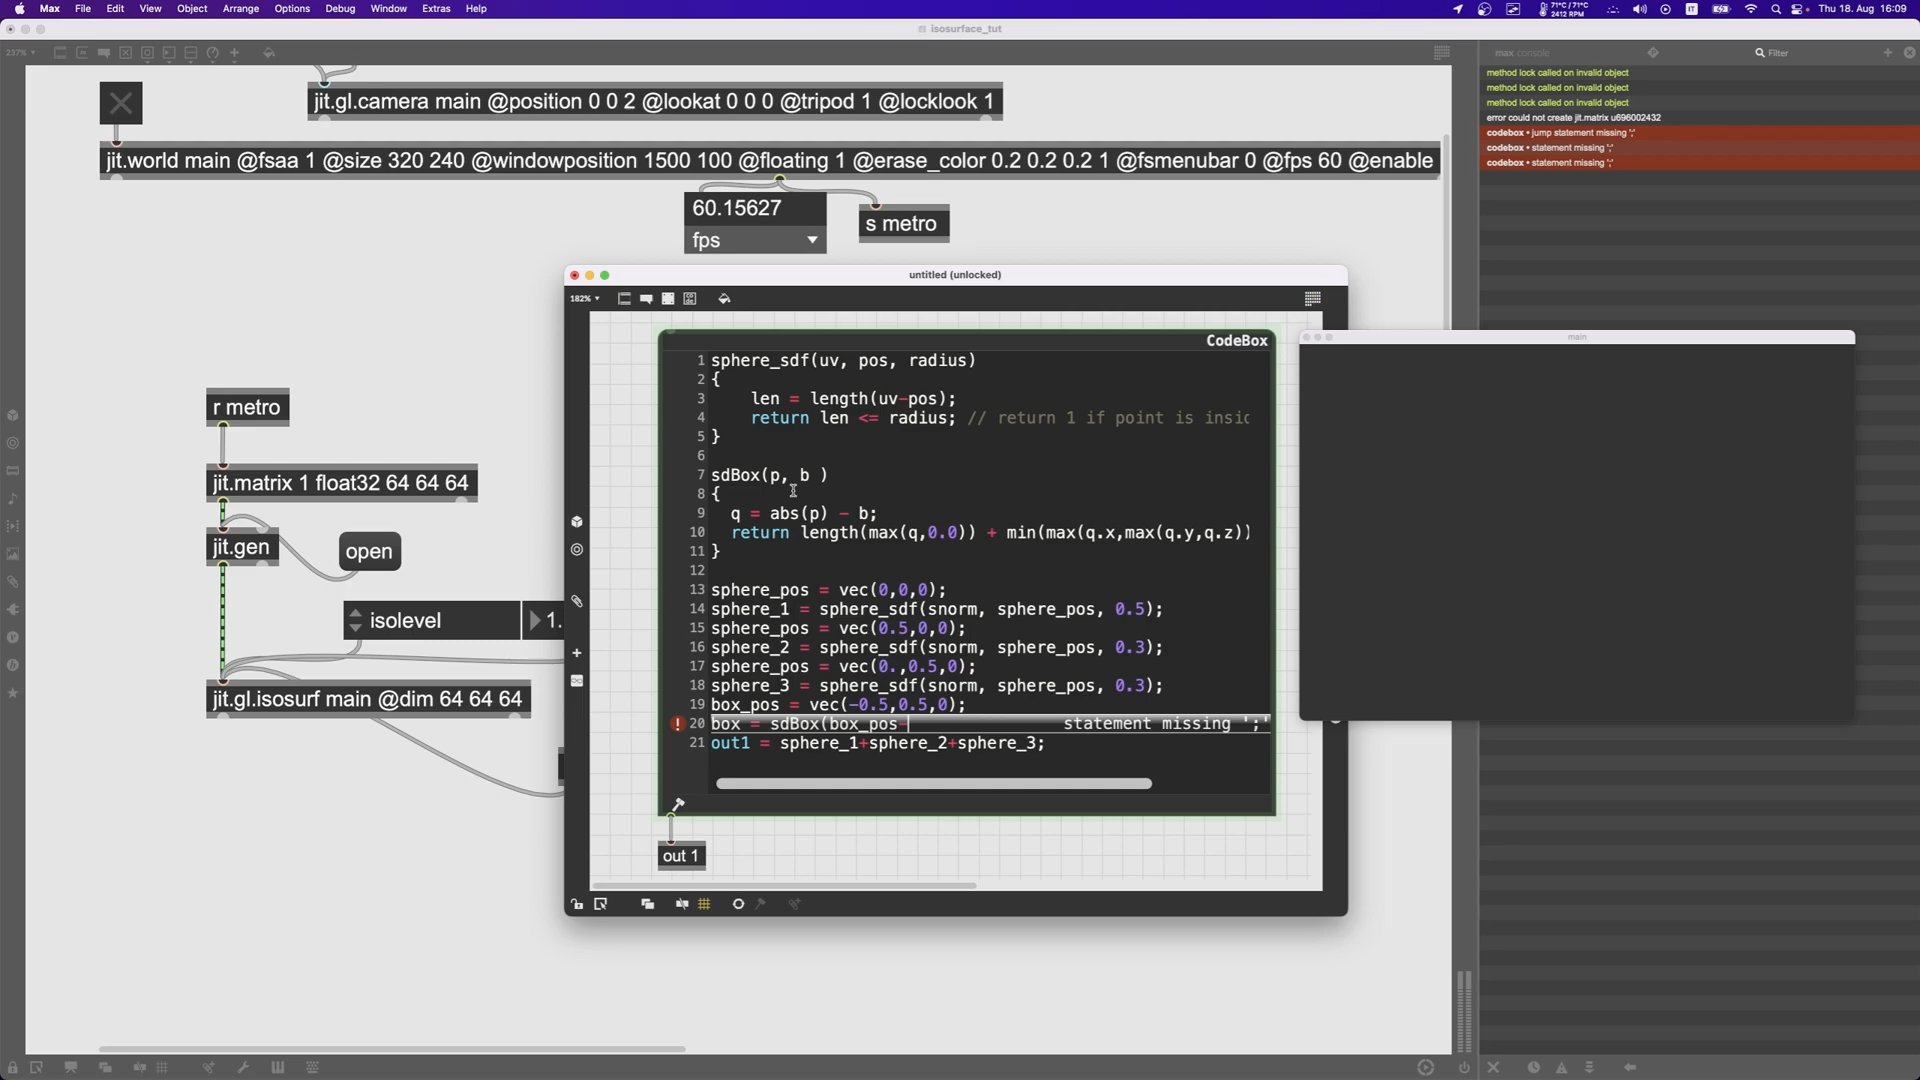 Max File Edit View Object Arrange Options Debug Window Extras Help
71°C / 71°C
2412 RPM
IT
Thu 18. Aug 16:09
isosurface_tut
237%
max console
Filter
jit.gl.camera main @position 0 0 2 @lookat 0 0 0 @tripod 1 @locklook 1
jit.world main @fsaa 1 @size 320 240 @windowposition 1500 100 @floating 1 @erase_color 0.2 0.2 0.2 1 @fsmenubar 0 @fps 60 @enable
60.15627
fps
s metro
method lock called on invalid object
method lock called on invalid object
method lock called on invalid object
error could not create jit.matrix u696002432
codebox • jump statement missing ';'
codebox • statement missing ';'
codebox • statement missing ';'
r metro
jit.matrix 1 float32 64 64 64
jit.gen
open
isolevel
1.
jit.gl.isosurf main @dim 64 64 64
untitled (unlocked)
182%
CodeBox
1 sphere_sdf(uv, pos, radius)
2 {
3 len = length(uv-pos);
4 return len <= radius; // return 1 if point is insid
5 }
6
7 sdBox(p, b )
8 {
9 q = abs(p) - b;
10 return length(max(q,0.0)) + min(max(q.x,max(q.y,q.z))
11 }
12
13 sphere_pos = vec(0,0,0);
14 sphere_1 = sphere_sdf(snorm, sphere_pos, 0.5);
15 sphere_pos = vec(0.5,0,0);
16 sphere_2 = sphere_sdf(snorm, sphere_pos, 0.3);
17 sphere_pos = vec(0.,0.5,0);
18 sphere_3 = sphere_sdf(snorm, sphere_pos, 0.3);
19 box_pos = vec(-0.5,0.5,0);
20 box = sdBox(box_pos- statement missing ';'
21 out1 = sphere_1+sphere_2+sphere_3;
out 1
main